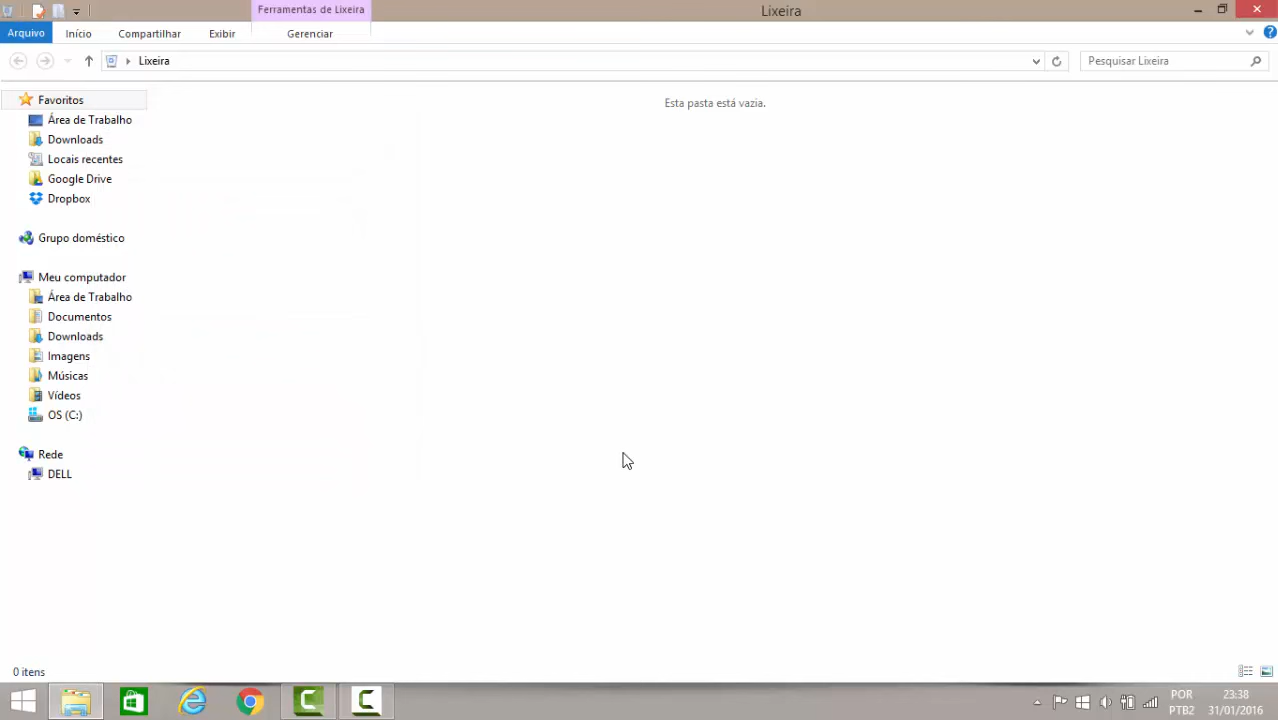 Ferramentas de Lixeira
Lixeira
Arquivo
Início
Compartilhar
Exibir
Gerenciar
Lixeira
Pesquisar Lixeira
Favoritos
Área de Trabalho
Downloads
Locais recentes
Google Drive
Dropbox
Grupo doméstico
Meu computador
Área de Trabalho
Documentos
Downloads
Imagens
Músicas
Vídeos
OS (C:)
Rede
DELL
Esta pasta está vazia.
0 itens
POR
PTB2
23:38
31/01/2016